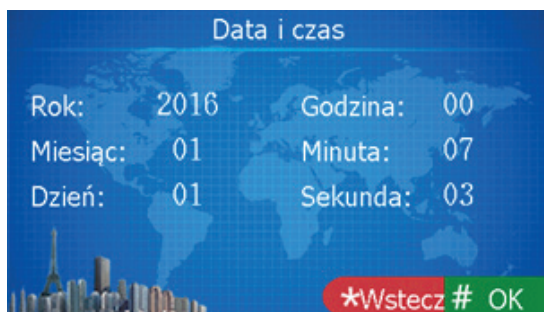 Data i czas
Rok: 2016 Godzina: 00
Miesiąc: 01 Minuta: 07
Dzień: 01 Sekunda: 03
*Wstecz # OK